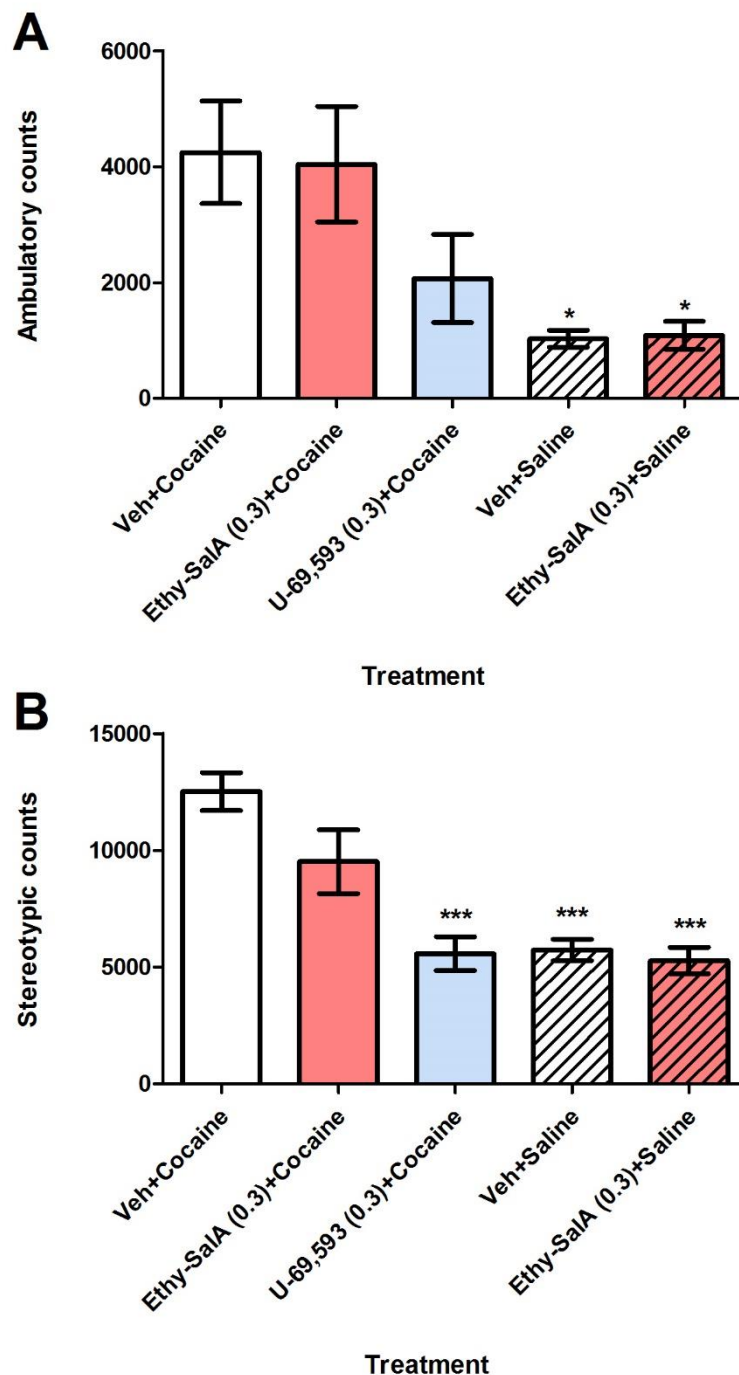 A
6000
4000
2000
0
Ambulatory counts
*
*
Veh+Cocaine
Ethy-SalA (0.3)+Cocaine
U-69,593 (0.3)+Cocaine
Veh+Saline
Ethy-SalA (0.3)+Saline
Treatment
B
15000
10000
5000
0
Stereotypic counts
***
***
***
Veh+Cocaine
Ethy-SalA (0.3)+Cocaine
U-69,593 (0.3)+Cocaine
Veh+Saline
Ethy-SalA (0.3)+Saline
Treatment